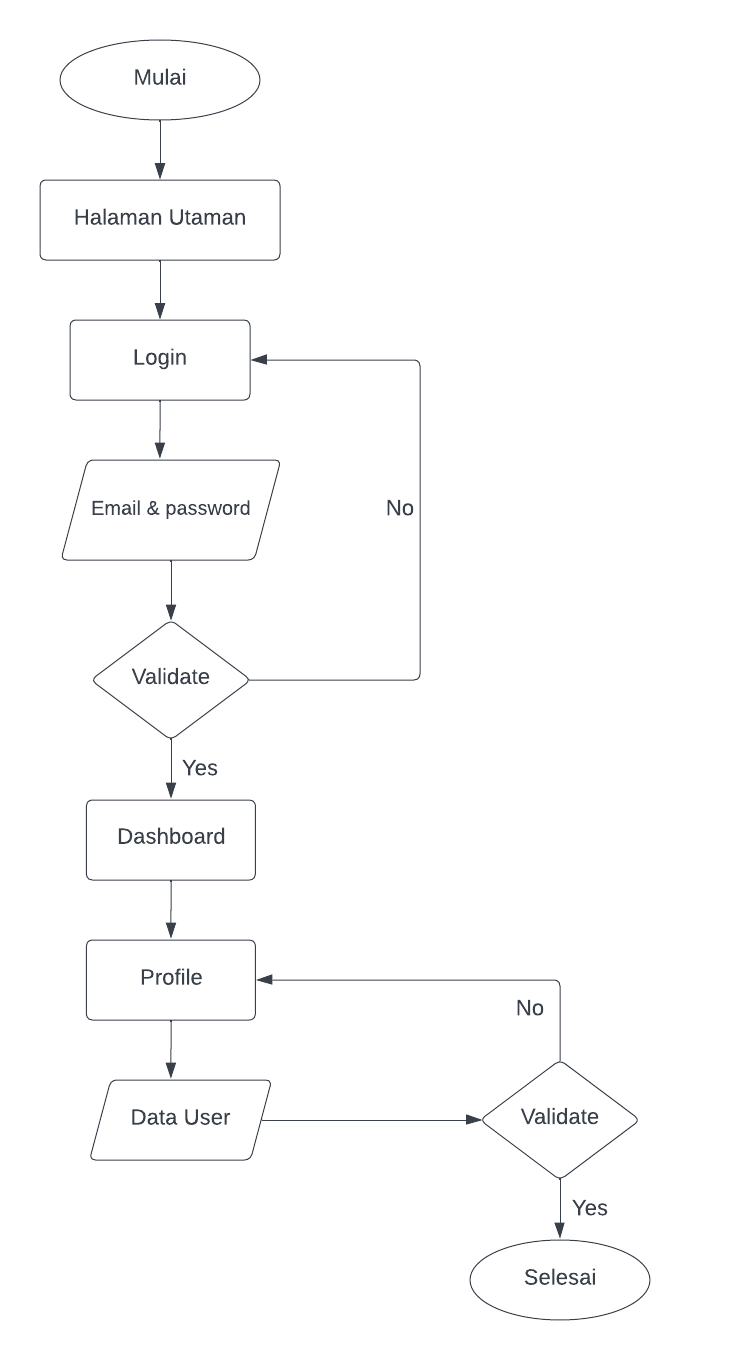 Mulai
Halaman Utaman
Login
Email & password
No
Validate
Yes
Dashboard
Profile
No
Data User
Validate
Yes
Selesai